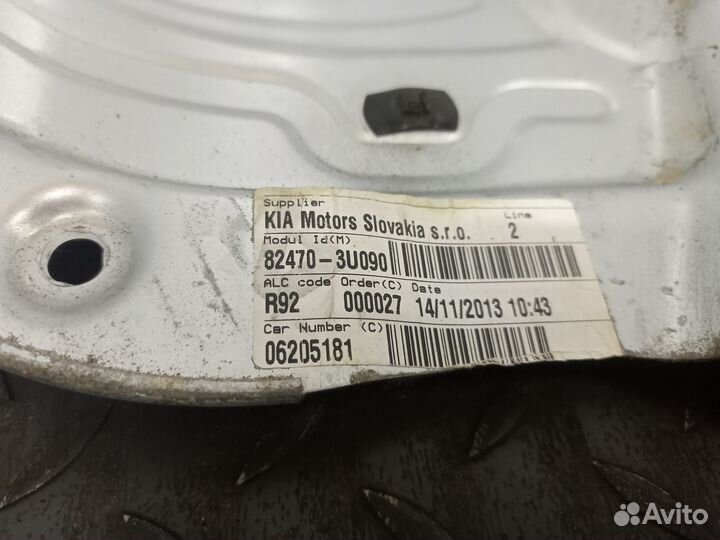 Supplier
KIA Motors Slovakia s.r.o. Line 2
Modul Id(M)
82470-3U090
ALC code Order(C) Date
R92 000027 14/11/2013 10:43
Car Number (C)
06205181
Avito